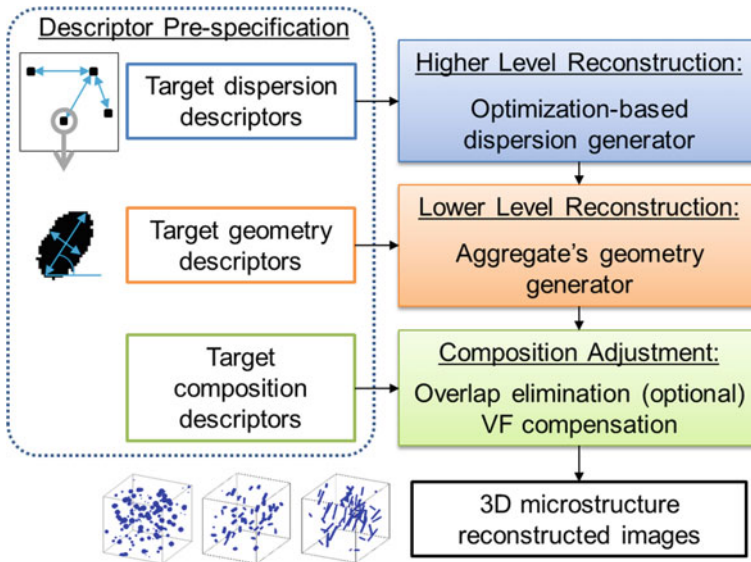 Descriptor Pre-specification
Target dispersion
descriptors
Higher Level Reconstruction:
Optimization-based
dispersion generator
Target geometry
descriptors
Lower Level Reconstruction:
Aggregate's geometry
generator
Target
composition
descriptors
Composition Adjustment:
Overlap elimination (optional)
VF compensation
3D microstructure
reconstructed images